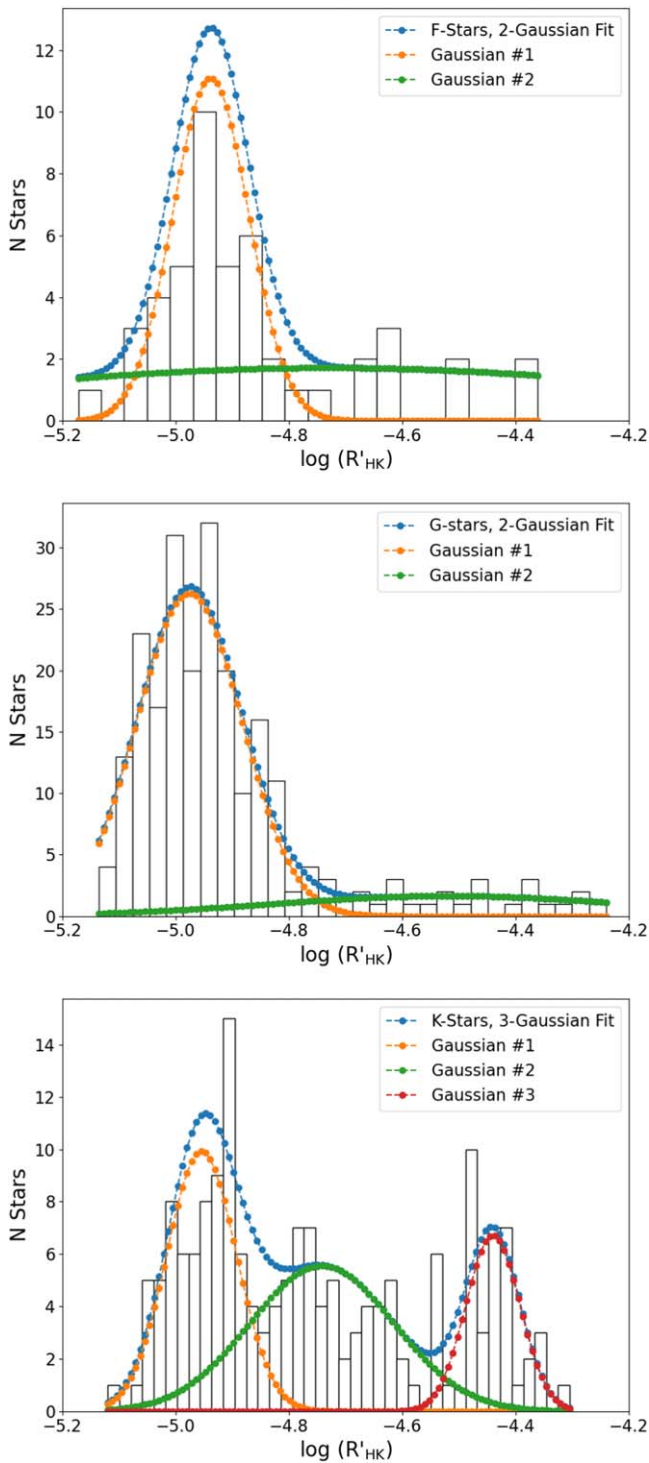 F-Stars, 2-Gaussian Fit
Gaussian #1
Gaussian #2
12
10
8
6
4
2
0
N Stars
−5.2 −5.0 −4.8 −4.6 −4.4 −4.2
log (R'HK)
G-stars, 2-Gaussian Fit
Gaussian #1
Gaussian #2
30
25
20
15
10
5
0
N Stars
−5.2 −5.0 −4.8 −4.6 −4.4 −4.2
log (R'HK)
K-Stars, 3-Gaussian Fit
Gaussian #1
Gaussian #2
Gaussian #3
14
12
10
8
6
4
2
0
N Stars
−5.2 −5.0 −4.8 −4.6 −4.4 −4.2
log (R'HK)